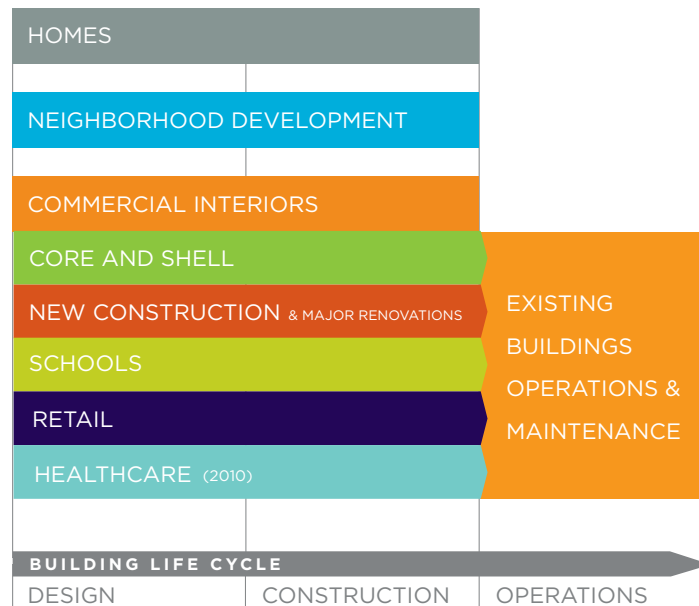 HOMES
NEIGHBORHOOD DEVELOPMENT
COMMERCIAL INTERIORS
CORE AND SHELL
NEW CONSTRUCTION & MAJOR RENOVATIONS
SCHOOLS
RETAIL
HEALTHCARE (2010)
EXISTING
BUILDINGS
OPERATIONS &
MAINTENANCE
BUILDING LIFE CYCLE
DESIGN CONSTRUCTION OPERATIONS